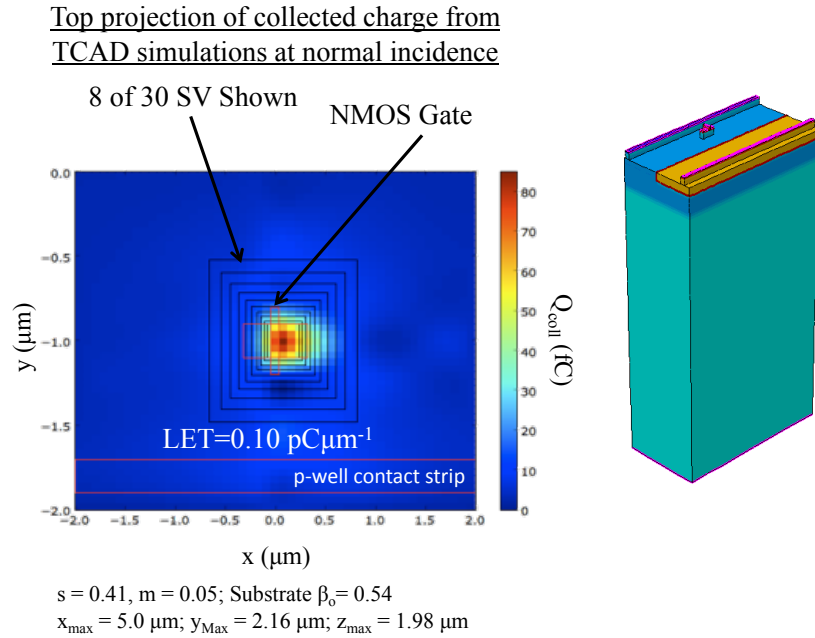 Top projection of collected charge from
TCAD simulations at normal incidence
8 of 30 SV Shown
NMOS Gate
0.0
−0.5
−1.0
−1.5
−2.0
y (μm)
LET=0.10 pCμm-1
p-well contact strip
−2.0 −1.5 −1.0 −0.5 0.0 0.5 1.0 1.5 2.0
x (μm)
80
70
60
50
40
30
20
10
0
Qcoll (fC)
s = 0.41, m = 0.05; Substrate βo= 0.54
xmax = 5.0 μm; yMax = 2.16 μm; zmax = 1.98 μm